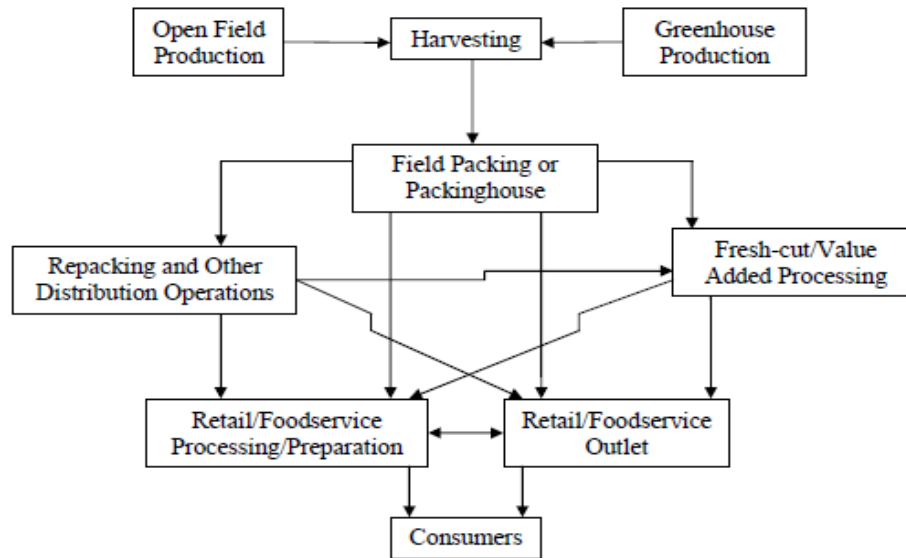 Open Field
Production
Harvesting
Greenhouse
Production
Field Packing or
Packinghouse
Repacking and Other
Distribution Operations
Fresh-cut/Value
Added Processing
Retail/Foodservice
Processing/Preparation
Retail/Foodservice
Outlet
Consumers